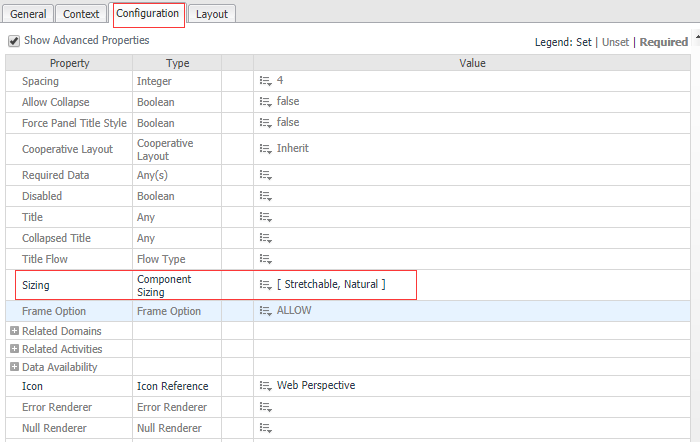 General Context Configuration Layout
Show Advanced Properties Legend: Set | Unset | Required
Property Type Value
Spacing Integer 4
Allow Collapse Boolean false
Force Panel Title Style Boolean false
Cooperative Layout Cooperative Layout Inherit
Required Data Any(s)
Disabled Boolean
Title Any
Collapsed Title Any
Title Flow Flow Type
Sizing Component Sizing [ Stretchable, Natural ]
Frame Option Frame Option ALLOW
Related Domains
Related Activities
Data Availability
Icon Icon Reference Web Perspective
Error Renderer Error Renderer
Null Renderer Null Renderer